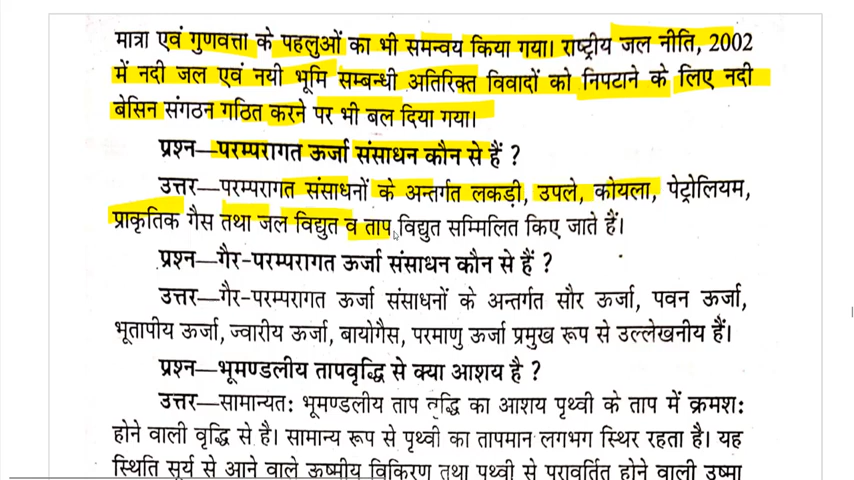 मात्रा एवं गुणवत्ता के पहलुओं का भी समन्वय किया गया। राष्ट्रीय जल नीति, 2002
में नदी जल एवं नयी भूमि सम्बन्धी अतिरिक्त विवादों को निपटाने के लिए नदी
बेसिन संगठन गठित करने पर भी बल दिया गया।
प्रश्न—परम्परागत ऊर्जा संसाधन कौन से हैं ?
उत्तर—परम्परागत संसाधनों के अन्तर्गत लकड़ी, उपले, कोयला, पेट्रोलियम,
प्राकृतिक गैस तथा जल विद्युत व ताप विद्युत सम्मिलित किए जाते हैं।
प्रश्न—गैर-परम्परागत ऊर्जा संसाधन कौन से हैं ?
उत्तर—गैर-परम्परागत ऊर्जा संसाधनों के अन्तर्गत सौर ऊर्जा, पवन ऊर्जा,
भूतापीय ऊर्जा, ज्वारीय ऊर्जा, बायोगैस, परमाणु ऊर्जा प्रमुख रूप से उल्लेखनीय हैं।
प्रश्न—भूमण्डलीय तापवृद्धि से क्या आशय है ?
उत्तर—सामान्यतः भूमण्डलीय ताप वृद्धि का आशय पृथ्वी के ताप में क्रमशः
होने वाली वृद्धि से है। सामान्य रूप से पृथ्वी का तापमान लगभग स्थिर रहता है। यह
स्थिति सूर्य से आने वाले ऊष्मीय विकिरण तथा पृथ्वी से परावर्तित होने वाली उष्मा